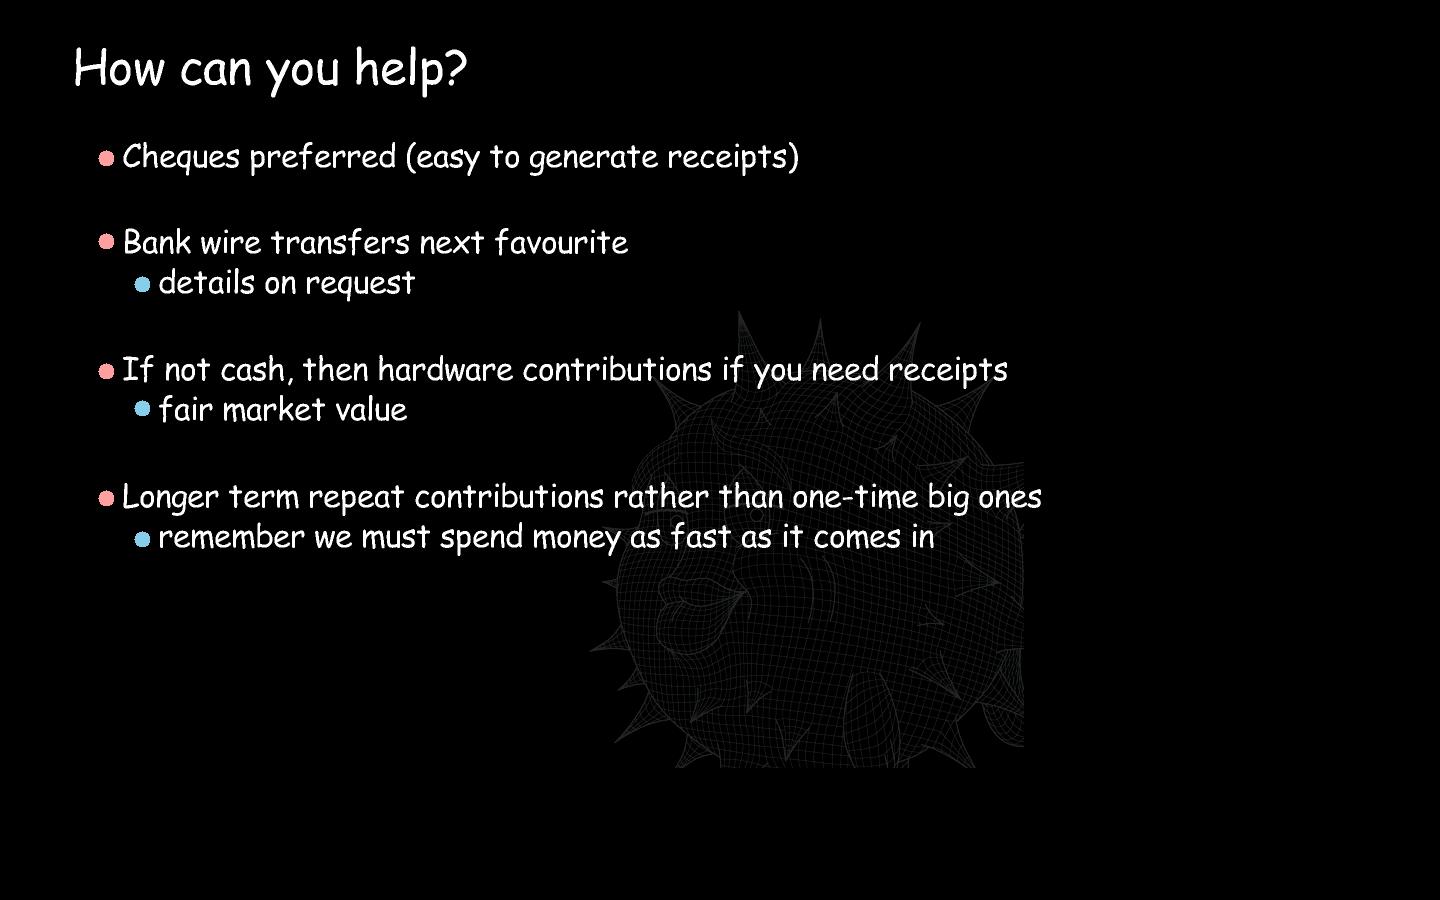 How can you help?
Cheques preferred (easy to generate receipts)
Bank wire transfers next favourite
details on request
If not cash, then hardware contributions if you need receipts
fair market value
Longer term repeat contributions rather than one-time big ones
remember we must spend money as fast as it comes in